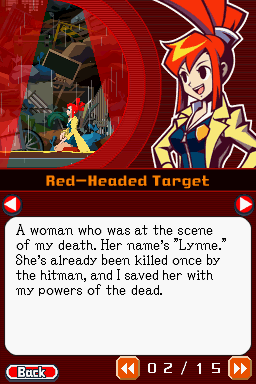 Red-Headed Target
A woman who was at the scene
of my death. Her name's "Lynne."
She's already been killed once by
the hitman, and I saved her with
my powers of the dead.
Back
02/15